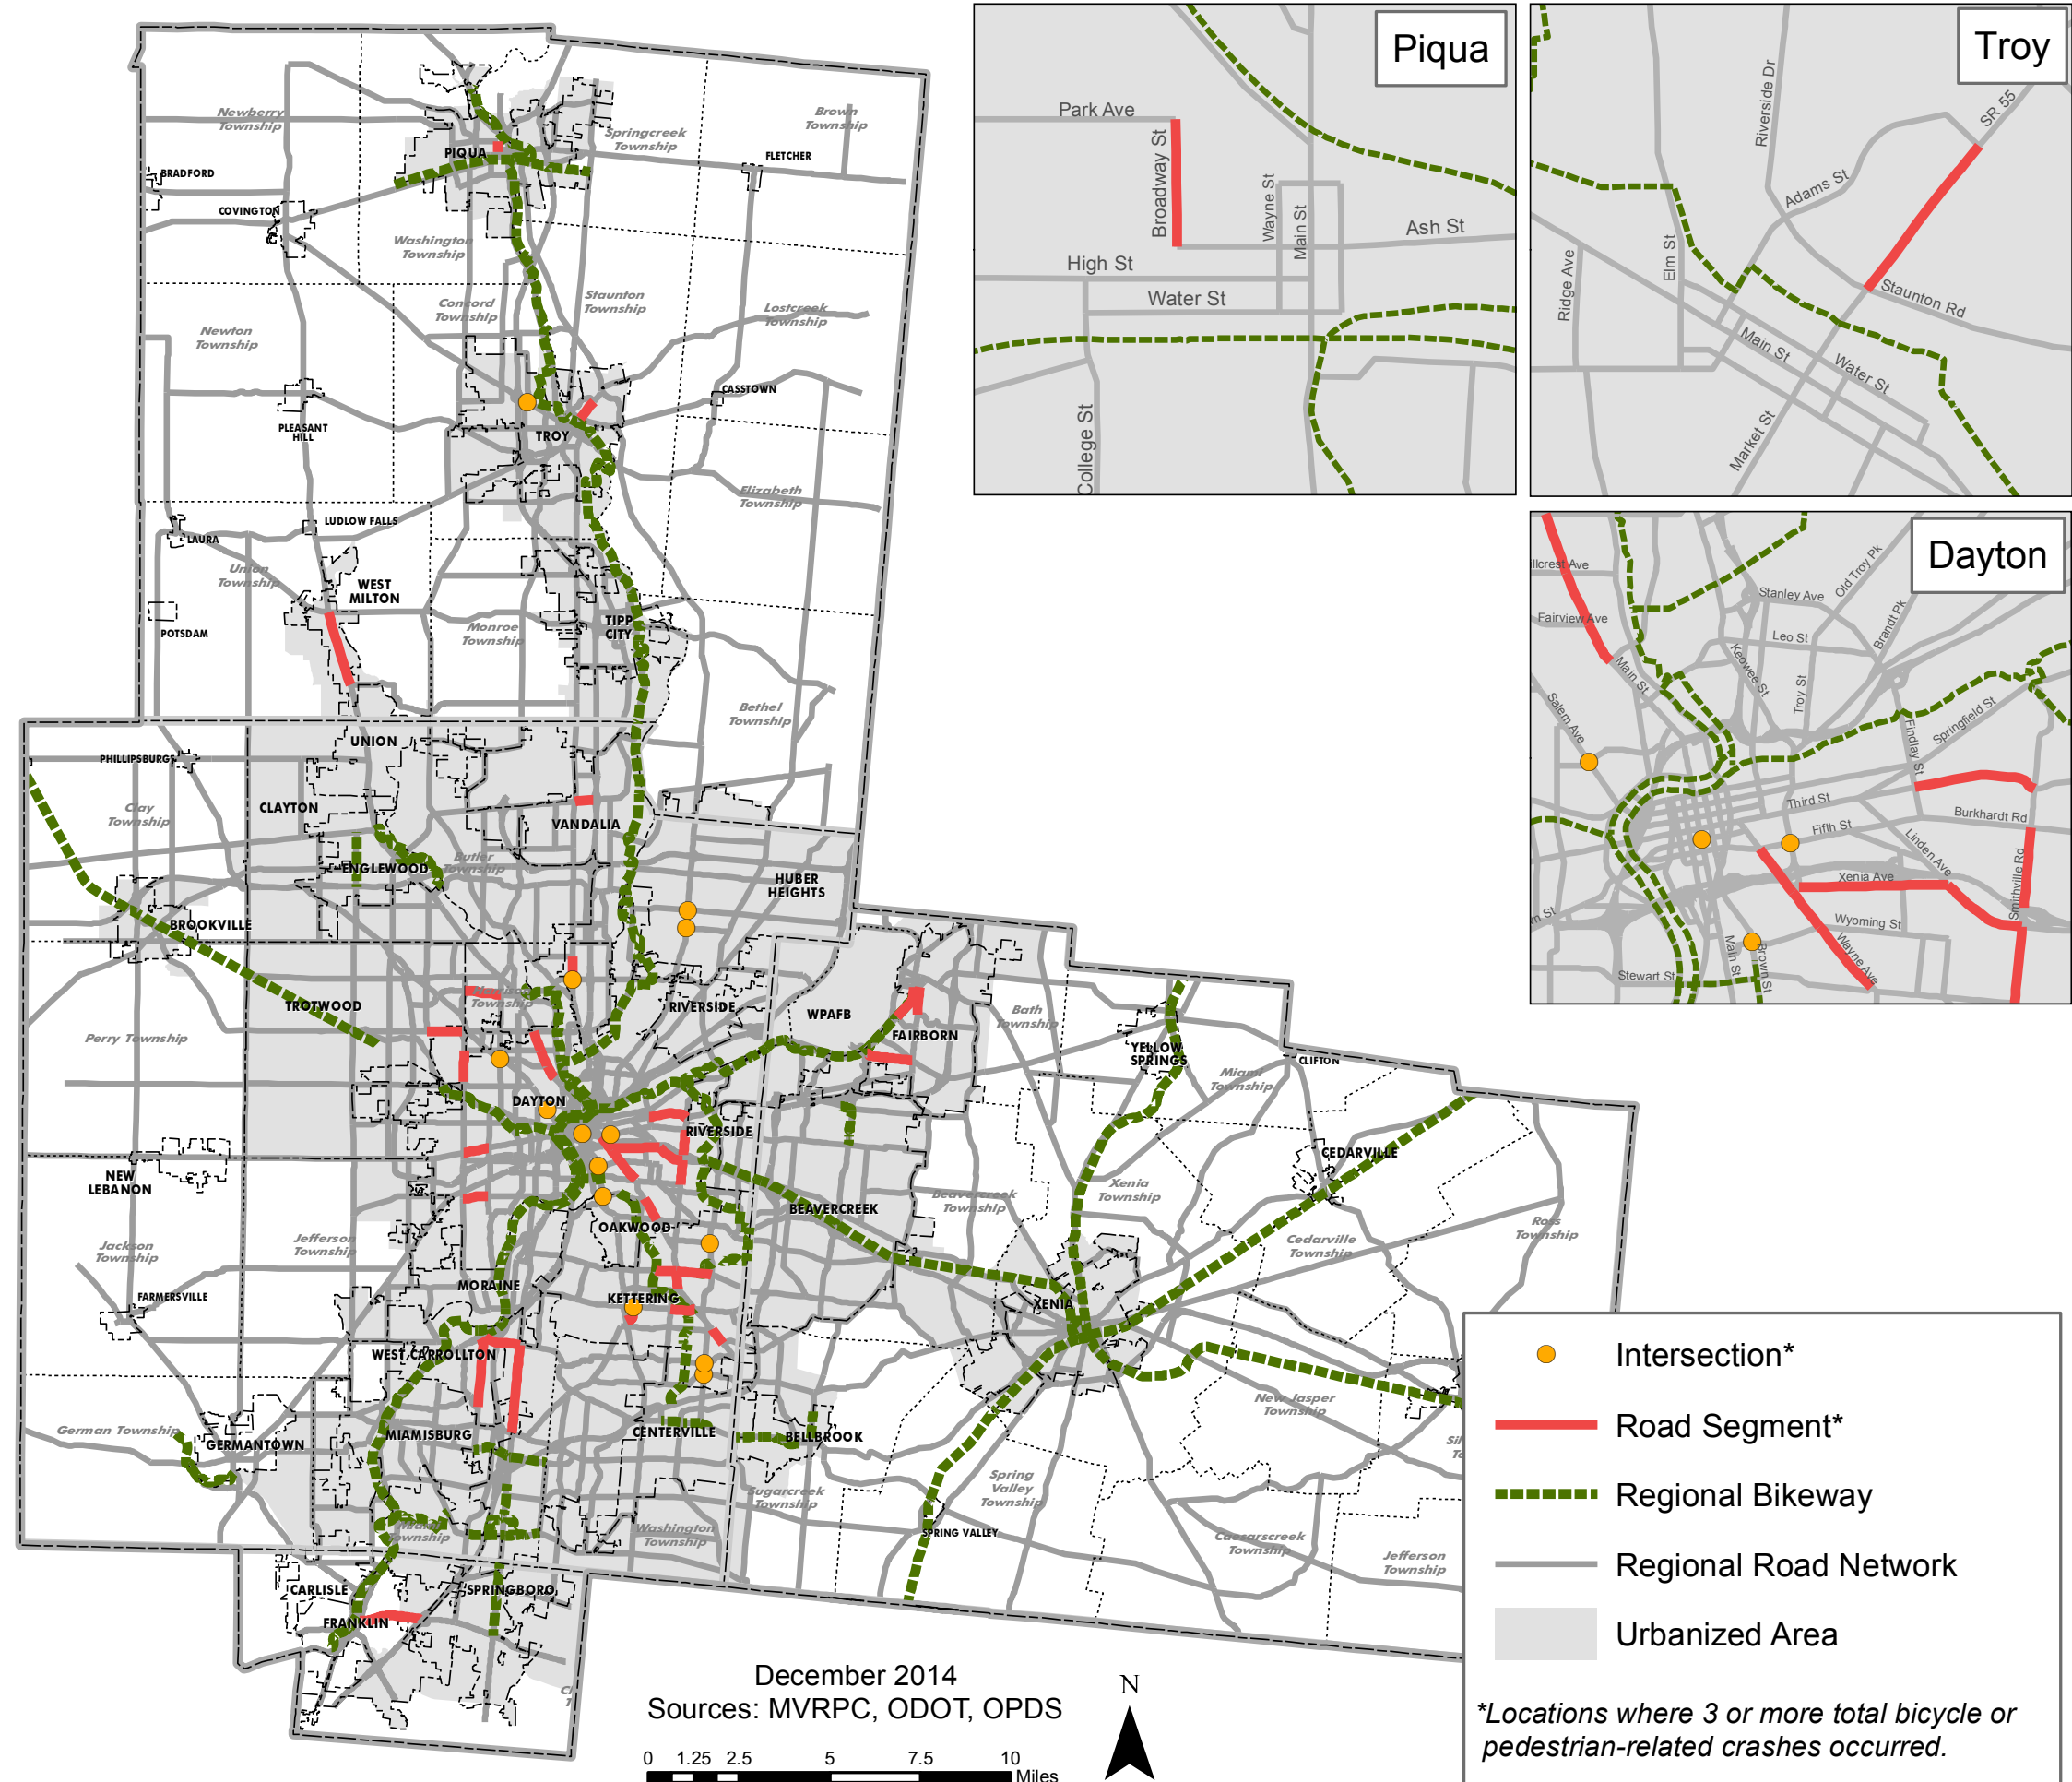 Piqua
Park Ave
Broadway St
Wayne St
Main St
Ash St
High St
Water St
College St
Troy
Riverside Dr
SR 55
Adams St
Elm St
Ridge Ave
Staunton Rd
Main St
Water St
Market St
Dayton
illcrest Ave
Fairview Ave
Main St
Salem Ave
Stanley Ave
Old Troy Pk
Leo St
Brandt Pk
Keowee St
Troy St
Findlay St
Springfield St
Third St
Fifth St
Burkhardt Rd
Linden Ave
Xenia Ave
Smithville Rd
Wyoming St
Wayne Ave
Main St
Brown St
Stewart St
n St
Newberry
Township
Brown
Township
Springcreek
Township
PIQUA
FLETCHER
BRADFORD
COVINGTON
Washington
Township
Concord
Township
Staunton
Township
Lostcreek
Township
Newton
Township
CASSTOWN
PLEASANT
HILL
TROY
Elizabeth
Township
LUDLOW FALLS
LAURA
Union
Township
WEST
MILTON
POTSDAM
Monroe
Township
TIPP
CITY
Bethel
Township
UNION
PHILLIPSBURG
Clay
Township
CLAYTON
VANDALIA
ENGLEWOOD
Butler
Township
HUBER
HEIGHTS
BROOKVILLE
TROTWOOD
Harrison
Township
RIVERSIDE
WPAFB
FAIRBORN
Bath
Township
Perry Township
YELLOW
SPRINGS
CLIFTON
Miami
Township
DAYTON
RIVERSIDE
CEDARVILLE
NEW
LEBANON
Beavercreek
Township
Xenia
Township
BEAVERCREEK
Ross
Township
OAKWOOD
Cedarville
Township
Jackson
Township
Jefferson
Township
MORAINE
FARMERSVILLE
KETTERING
XENIA
WEST CARROLLTON
New Jasper
Township
German Township
GERMANTOWN
MIAMISBURG
CENTERVILLE
BELLBROOK
Sil
To
Spring
Valley
Township
Sugarcreek
Township
Miami
Township
Washington
Township
SPRING VALLEY
Caesarscreek
Township
Jefferson
Township
CARLISLE
SPRINGBORO
FRANKLIN
Intersection*
Road Segment*
Regional Bikeway
Regional Road Network
Urbanized Area
*Locations where 3 or more total bicycle or
pedestrian-related crashes occurred.
December 2014
Sources: MVRPC, ODOT, OPDS
N
0 1.25 2.5 5 7.5 10
Miles